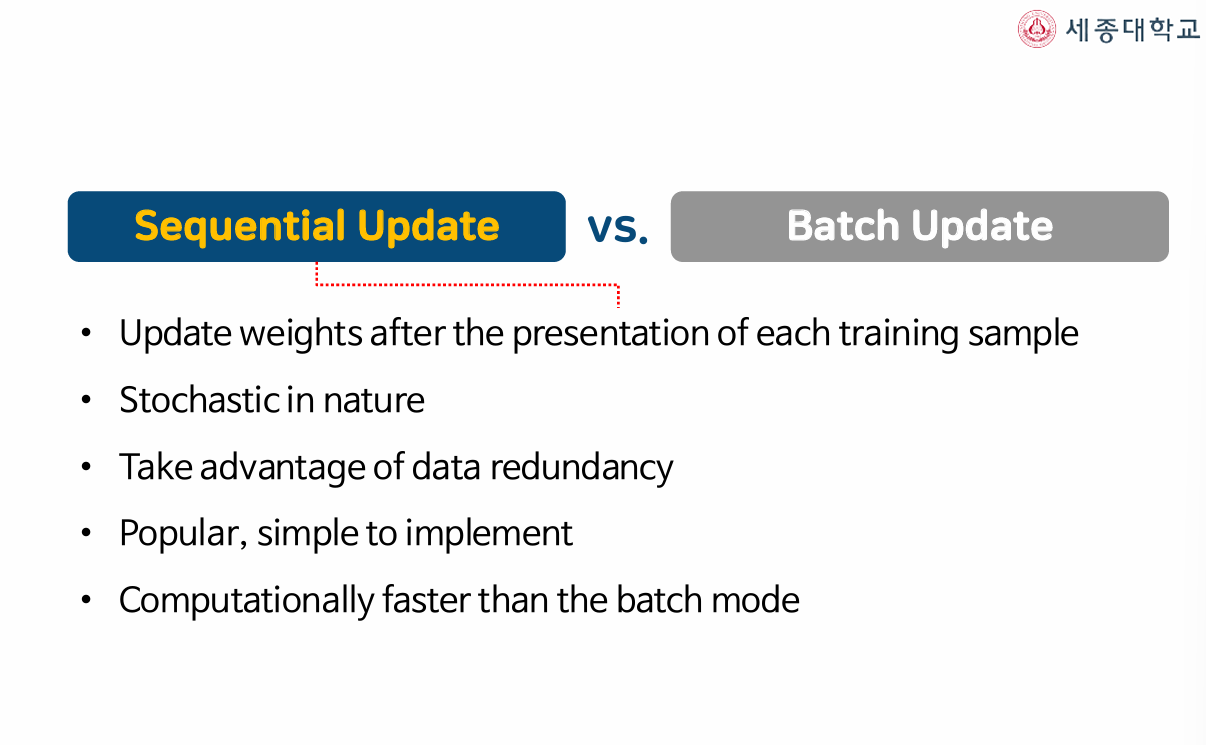 세종대학교
Sequential Update vs. Batch Update
• Update weights after the presentation of each training sample
• Stochastic in nature
• Take advantage of data redundancy
• Popular, simple to implement
• Computationally faster than the batch mode